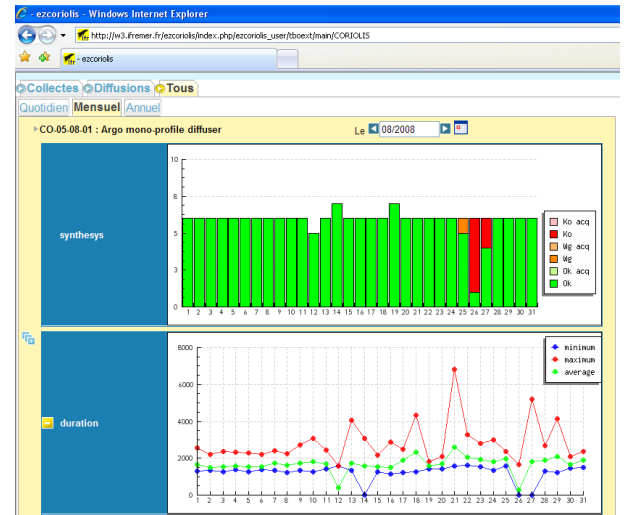 - ezcoriolis - Windows Internet Explorer
http://w3.ifremer.fr/ezcoriolis/index.php/ezcoriolis_user/tboext/main/CORIOLIS
- ezcoriolis
Collectes Diffusions Tous
Quotidien Mensuel Annuel
CO-05-08-01 : Argo mono-profile diffuser
Le 08/2008
synthesys
10
8
5
3
0
1 2 3 4 5 6 7 8 9 10 11 12 13 14 15 16 17 18 19 20 21 22 23 24 25 26 27 28 29 30 31
Ko acq
Ko
Wg acq
Wg
Ok acq
Ok
duration
8000
6000
4000
2000
0
1 2 3 4 5 6 7 8 9 10 11 12 13 14 15 16 17 18 19 20 21 22 23 24 25 26 27 28 29 30 31
minimum
maximum
average